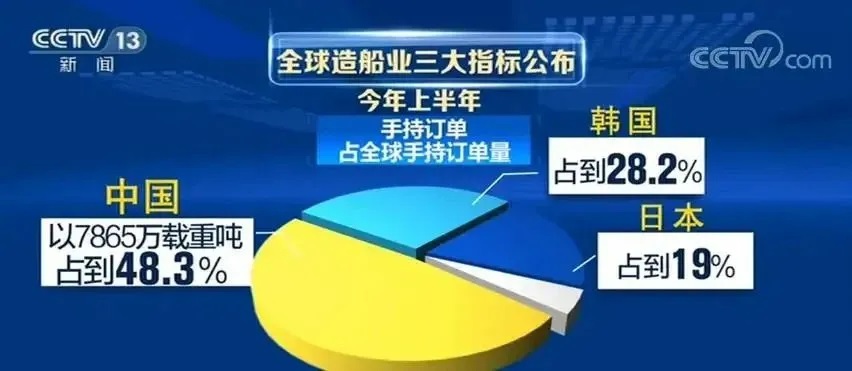 CCTV 13
新闻
CCTV.com
全球造船业三大指标公布
今年上半年
手持订单
占全球手持订单量
韩国
占到28.2%
中国
以7865万载重吨
占到48.3%
日本
占到19%